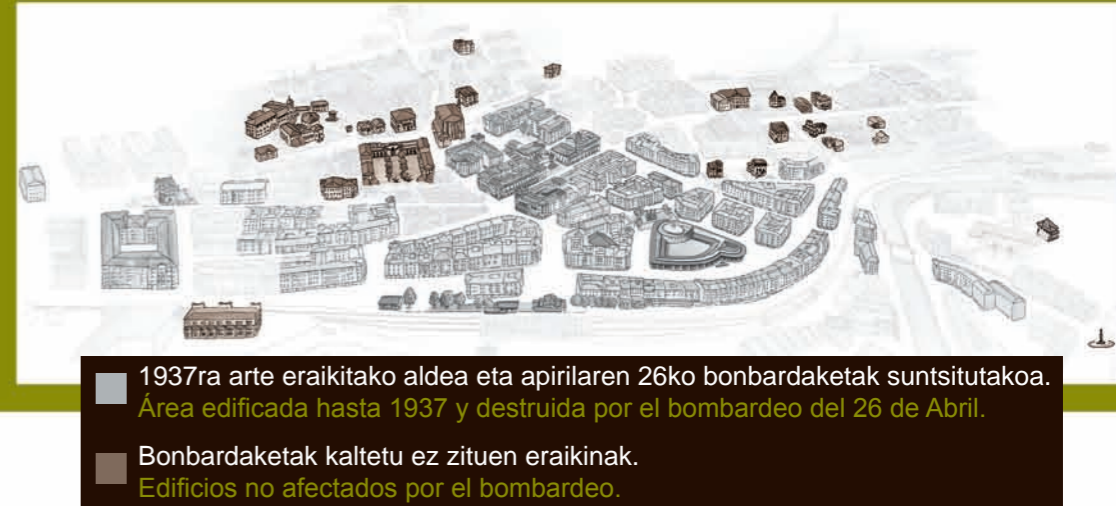 1937ra arte eraikitako aldea eta apirilaren 26ko bonbardaketak suntsitutakoa.
Área edificada hasta 1937 y destruida por el bombardeo del 26 de Abril.
Bonbardaketak kaltetu ez zituen eraikinak.
Edificios no afectados por el bombardeo.